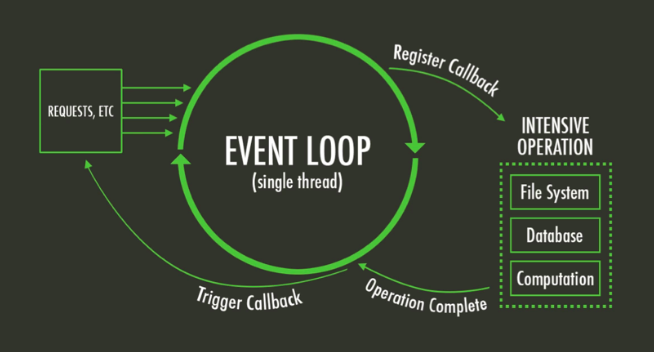 REQUESTS, ETC
EVENT LOOP
(single thread)
Register Callback
INTENSIVE
OPERATION
File System
Database
Computation
Operation Complete
Trigger Callback